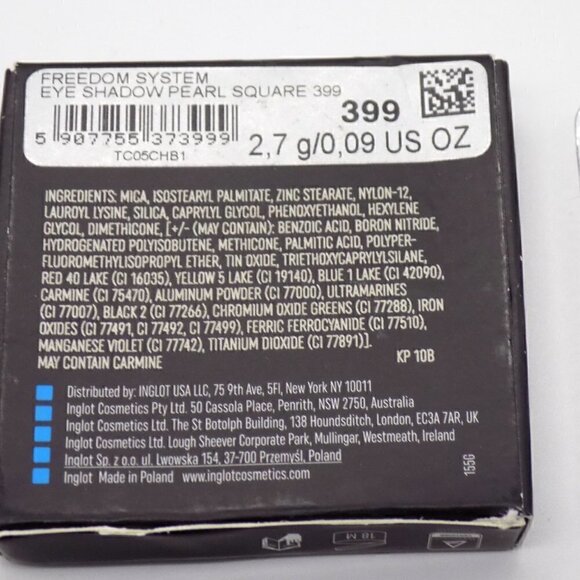 FREEDOM SYSTEM
EYE SHADOW PEARL SQUARE 399
399
5 907755 373999
TC05CHB1
2,7 g/0,09 US OZ
INGREDIENTS: MICA, ISOSTEARYL PALMITATE, ZINC STEARATE, NYLON-12,
LAUROYL LYSINE, SILICA, CAPRYLYL GLYCOL, PHENOXYETHANOL, HEXYLENE
GLYCOL, DIMETHICONE, [+/- (MAY CONTAIN): BENZOIC ACID, BORON NITRIDE,
HYDROGENATED POLYISOBUTENE, METHICONE, PALMITIC ACID, POLYPER-
FLUOROMETHYLISOPROPYL ETHER, TIN OXIDE, TRIETHOXYCAPRYLYLSILANE,
RED 40 LAKE (CI 16035), YELLOW 5 LAKE (CI 19140), BLUE 1 LAKE (CI 42090),
CARMINE (CI 75470), ALUMINUM POWDER (CI 77000), ULTRAMARINES
(CI 77007), BLACK 2 (CI 77266), CHROMIUM OXIDE GREENS (CI 77288), IRON
OXIDES (CI 77491, CI 77492, CI 77499), FERRIC FERROCYANIDE (CI 77510),
MANGANESE VIOLET (CI 77742), TITANIUM DIOXIDE (CI 77891)].
MAY CONTAIN CARMINE KP 10B
Distributed by: INGLOT USA LLC, 75 9th Ave, 5Fl, New York NY 10011
Inglot Cosmetics Pty Ltd. 50 Cassola Place, Penrith, NSW 2750, Australia
Inglot Cosmetics Ltd. The St Botolph Building, 138 Houndsditch, London, EC3A 7AR, UK
Inglot Cosmetics Ltd. Lough Sheever Corporate Park, Mullingar, Westmeath, Ireland
Inglot Sp. z o.o. ul. Lwowska 154, 37-700 Przemyśl, Poland
Inglot Made in Poland www.inglotcosmetics.com
155G
18 M